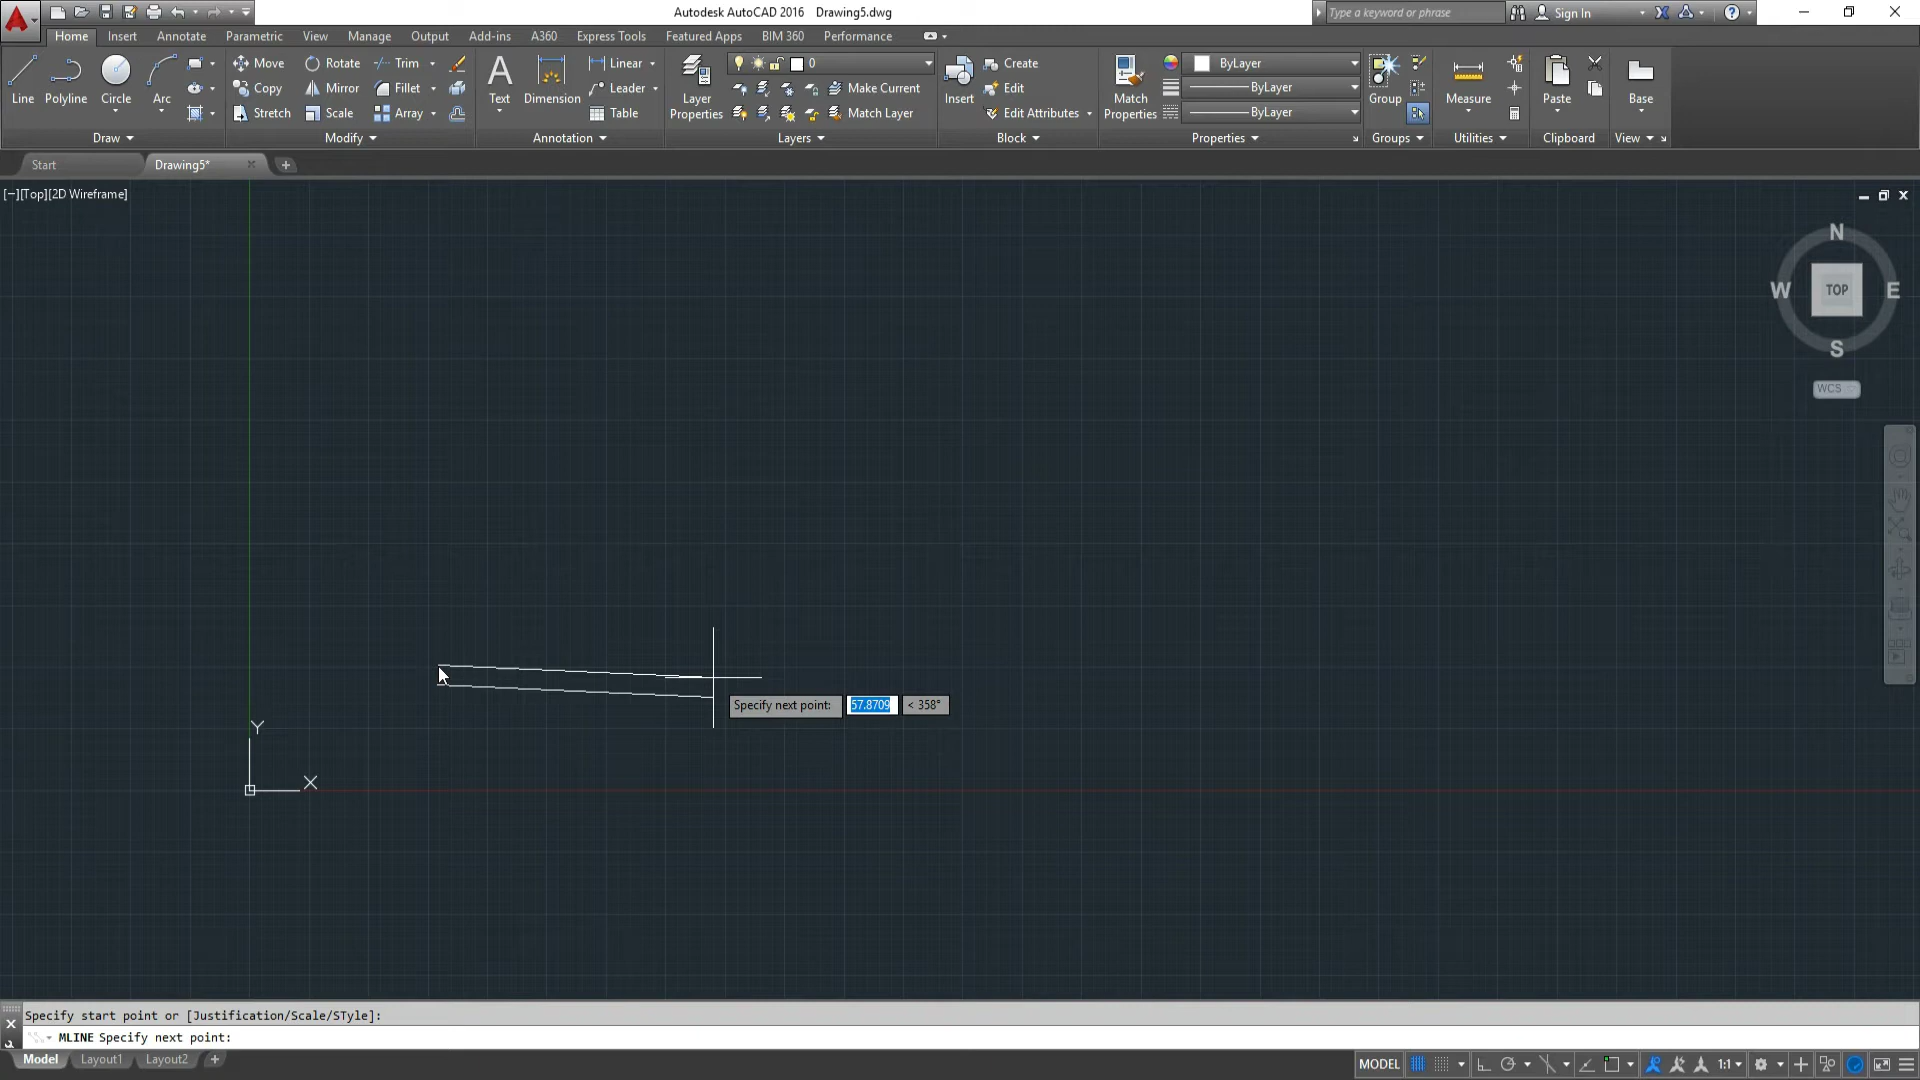 Autodesk AutoCAD 2016 Drawing5.dwg
Type a keyword or phrase
Sign In
Home Insert Annotate Parametric View Manage Output Add-ins A360 Express Tools Featured Apps BIM 360 Performance
Line Polyline Circle Arc
Move Rotate Trim
Copy Mirror Fillet
Stretch Scale Array
Text Dimension
Linear
Leader
Table
Layer Properties
0
Make Current
Match Layer
Insert
Create
Edit
Edit Attributes
Match Properties
ByLayer
ByLayer
ByLayer
Group
Measure
Paste
Base
Draw Modify Annotation Layers Block Properties Groups Utilities Clipboard View
Start Drawing5*
[−][Top][2D Wireframe]
N
W TOP E
S
WCS
Specify next point: 57.8709 < 358°
Y
X
Specify start point or [Justification/Scale/STyle]:
MLINE Specify next point:
Model Layout1 Layout2 +
MODEL 1:1